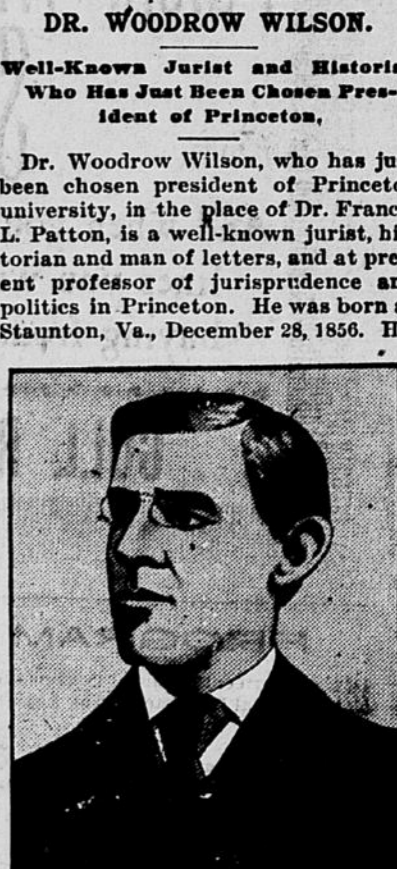 DR. WOODROW WILSON.
Well-Known Jurist and Historia
Who Has Just Been Chosen Pres-
ident of Princeton,
Dr. Woodrow Wilson, who has ju
been chosen president of Princeto
university, in the place of Dr. Franc
L. Patton, is a well-known jurist, hi
torian and man of letters, and at pre
ent professor of jurisprudence an
politics in Princeton. He was born a
Staunton, Va., December 28, 1856. H